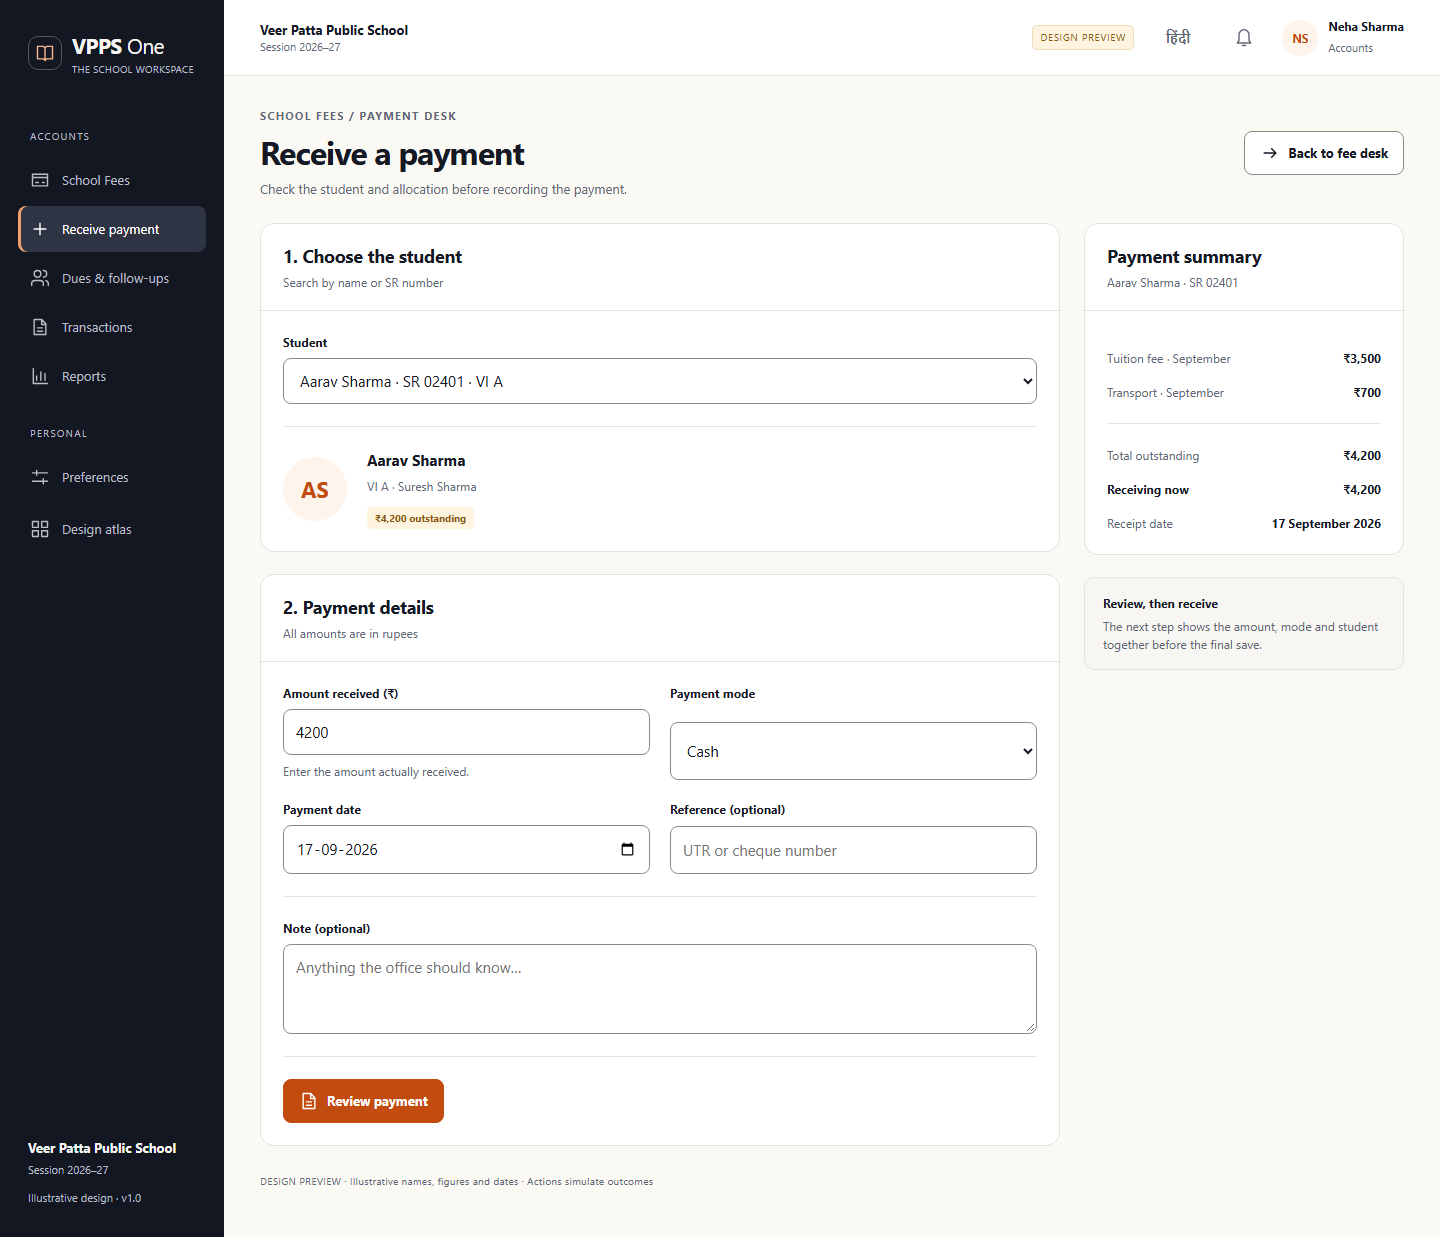 VPPS One
THE SCHOOL WORKSPACE
ACCOUNTS
School Fees
Receive payment
Dues & follow-ups
Transactions
Reports
PERSONAL
Preferences
Design atlas
Veer Patta Public School
Session 2026–27
Illustrative design · v1.0
Veer Patta Public School
Session 2026–27
DESIGN PREVIEW
हिंदी
NS
Neha Sharma
Accounts
SCHOOL FEES / PAYMENT DESK
Receive a payment
Check the student and allocation before recording the payment.
Back to fee desk
1. Choose the student
Search by name or SR number
Student
Aarav Sharma · SR 02401 · VI A
AS
Aarav Sharma
VI A · Suresh Sharma
₹4,200 outstanding
2. Payment details
All amounts are in rupees
Amount received (₹)
4200
Enter the amount actually received.
Payment mode
Cash
Payment date
17-09-2026
Reference (optional)
UTR or cheque number
Note (optional)
Anything the office should know...
Review payment
Payment summary
Aarav Sharma · SR 02401
Tuition fee · September ₹3,500
Transport · September ₹700
Total outstanding ₹4,200
Receiving now ₹4,200
Receipt date 17 September 2026
Review, then receive
The next step shows the amount, mode and student
together before the final save.
DESIGN PREVIEW · Illustrative names, figures and dates · Actions simulate outcomes